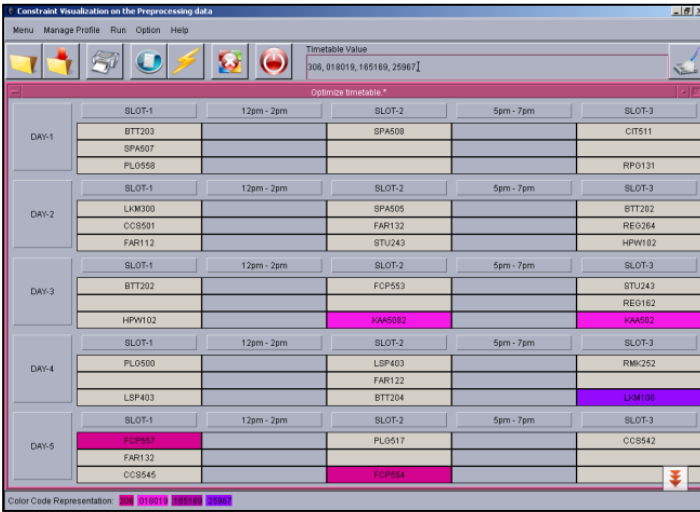 Constraint Visualization on the Preprocessing data
Menu Manage Profile Run Option Help
Timetable Value
306, 018019, 165169, 25967
Optimize timetable.*
DAY-1
SLOT-1 12pm - 2pm SLOT-2 5pm - 7pm SLOT-3
BTT203 SPA508 CIT511
SPA507
PLG558 RPG131
DAY-2
SLOT-1 12pm - 2pm SLOT-2 5pm - 7pm SLOT-3
LKM300 SPA505 BTT202
CCS501 FAR132 REG264
FAR112 STU243 HPW102
DAY-3
SLOT-1 12pm - 2pm SLOT-2 5pm - 7pm SLOT-3
BTT202 FCP553 STU243
REG162
HPW102 KAA5082 KAA502
DAY-4
SLOT-1 12pm - 2pm SLOT-2 5pm - 7pm SLOT-3
PLG500 LSP403 RMK252
FAR122
LSP403 BTT204 LKM100
DAY-5
SLOT-1 12pm - 2pm SLOT-2 5pm - 7pm SLOT-3
FCP557 PLG517 CCS542
FAR132
CCS545 FCP554
Color Code Representation: 306 018019 165169 25967